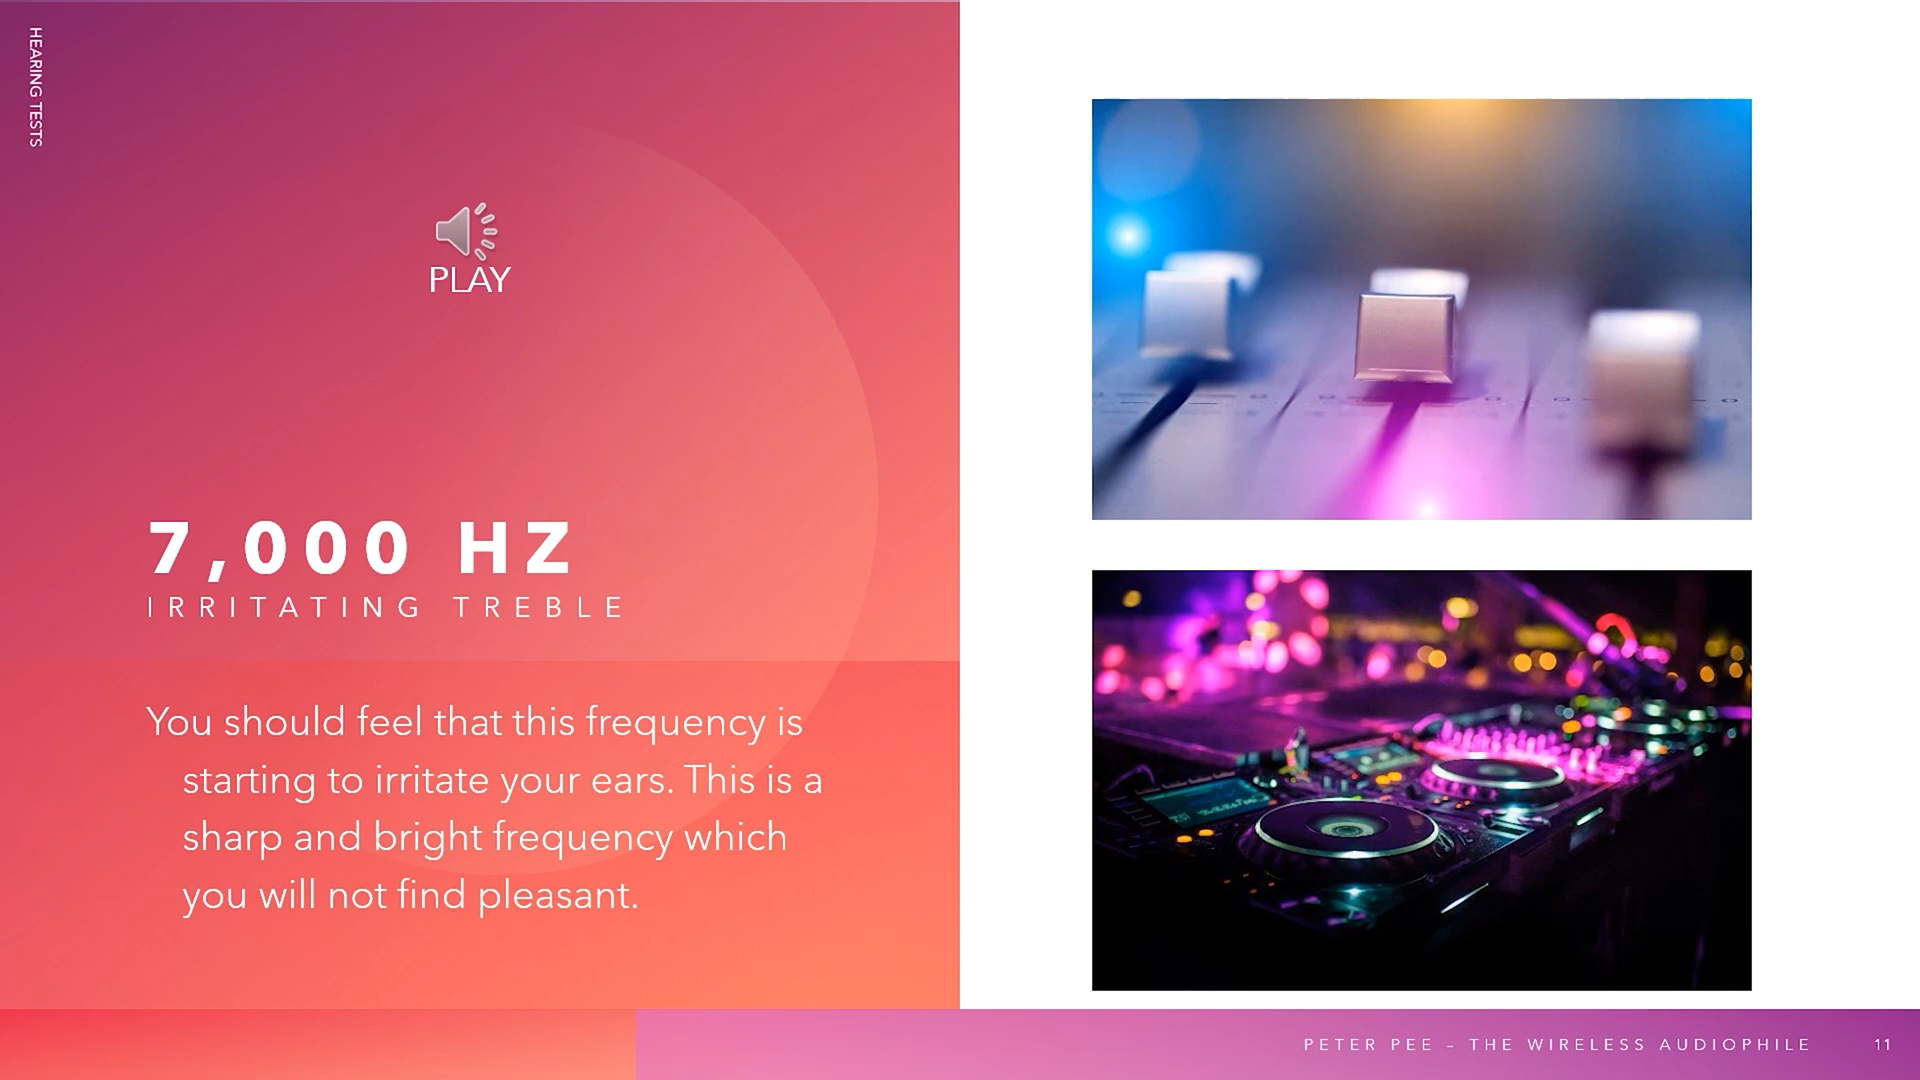 HEARING TESTS
PLAY
7,000 HZ
IRRITATING TREBLE
You should feel that this frequency is
starting to irritate your ears. This is a
sharp and bright frequency which
you will not find pleasant.
PETER PEE – THE WIRELESS AUDIOPHILE
11